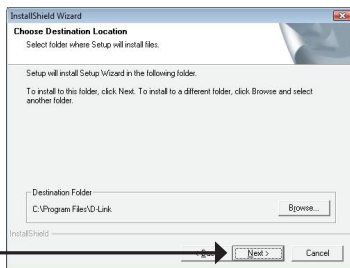 InstallShield Wizard
Choose Destination Location
Select folder where Setup will install files.
Setup will install Setup Wizard in the following folder.
To install to this folder, click Next. To install to a different folder, click Browse and select
another folder.
Destination Folder
C:\Program Files\D-Link
Browse...
InstallShield
Next >
Cancel